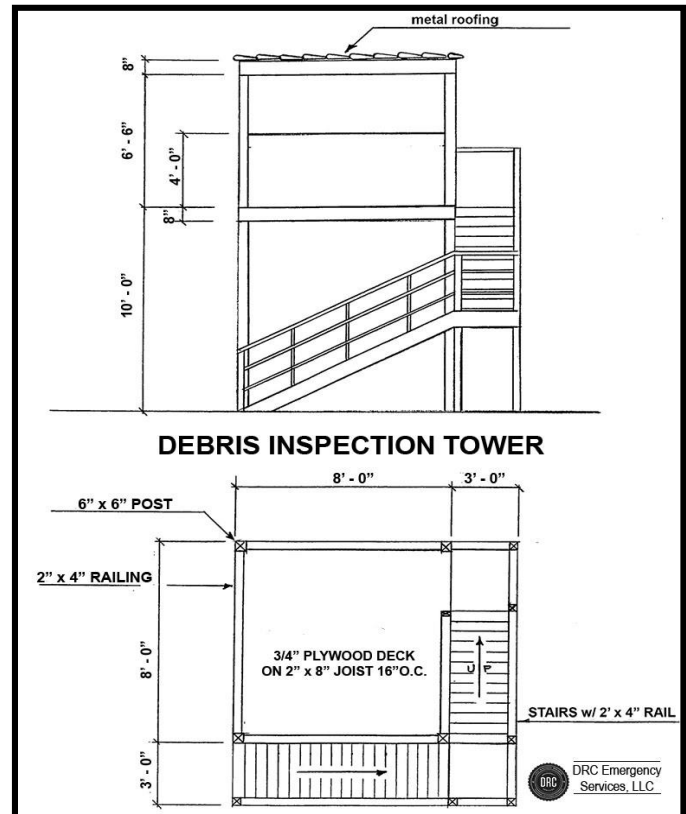 metal roofing
8"
6' - 6"
4' - 0"
8"
10' - 0"
DEBRIS INSPECTION TOWER
8' - 0"
3' - 0"
6" x 6" POST
2" x 4" RAILING
8' - 0"
3/4" PLYWOOD DECK
ON 2" x 8" JOIST 16"O.C.
UP
STAIRS w/ 2' x 4" RAIL
3' - 0"
DRC
DRC Emergency
Services, LLC